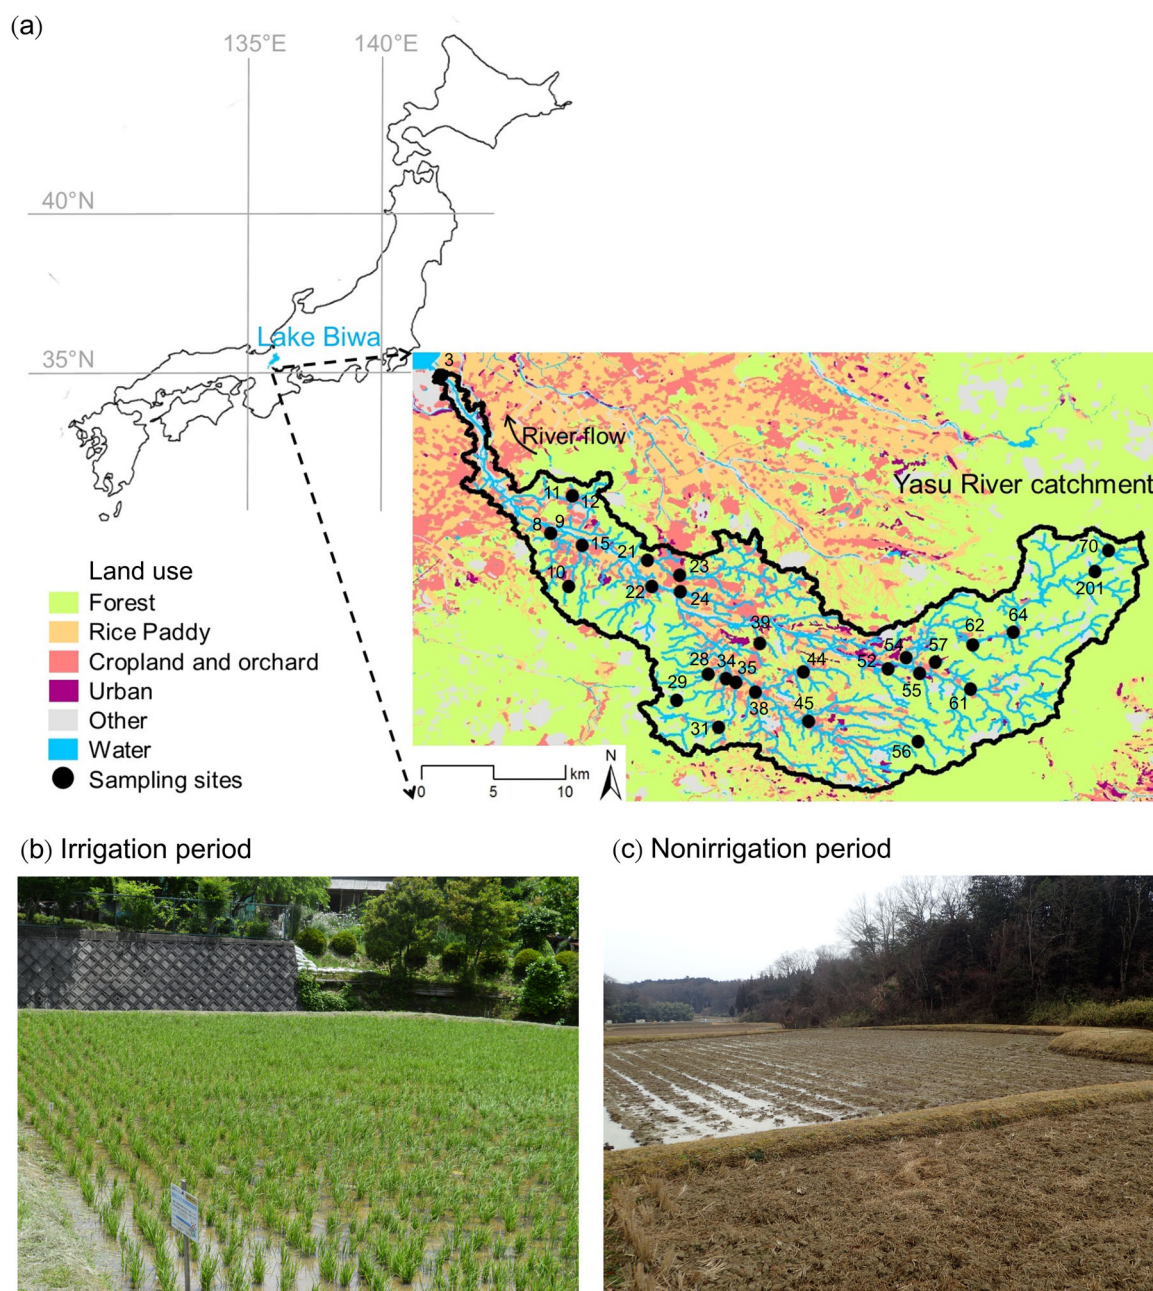 (a)
135°E 140°E
40°N
35°N
Lake Biwa
3
River flow
Yasu River catchment
11
12
8
9
15
10
21
22
23
24
39
28
34
35
29
38
31
44
45
52
54
57
55
56
61
62
64
70
201
Land use
Forest
Rice Paddy
Cropland and orchard
Urban
Other
Water
Sampling sites
0 5 10 km
N
(b) Irrigation period
(c) Nonirrigation period